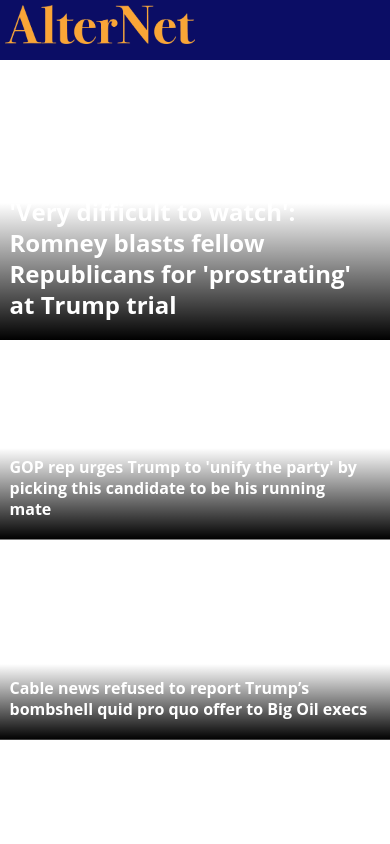 AlterNet
'Very difficult to watch':
Romney blasts fellow
Republicans for 'prostrating'
at Trump trial
GOP rep urges Trump to 'unify the party' by
picking this candidate to be his running
mate
Cable news refused to report Trump’s
bombshell quid pro quo offer to Big Oil execs